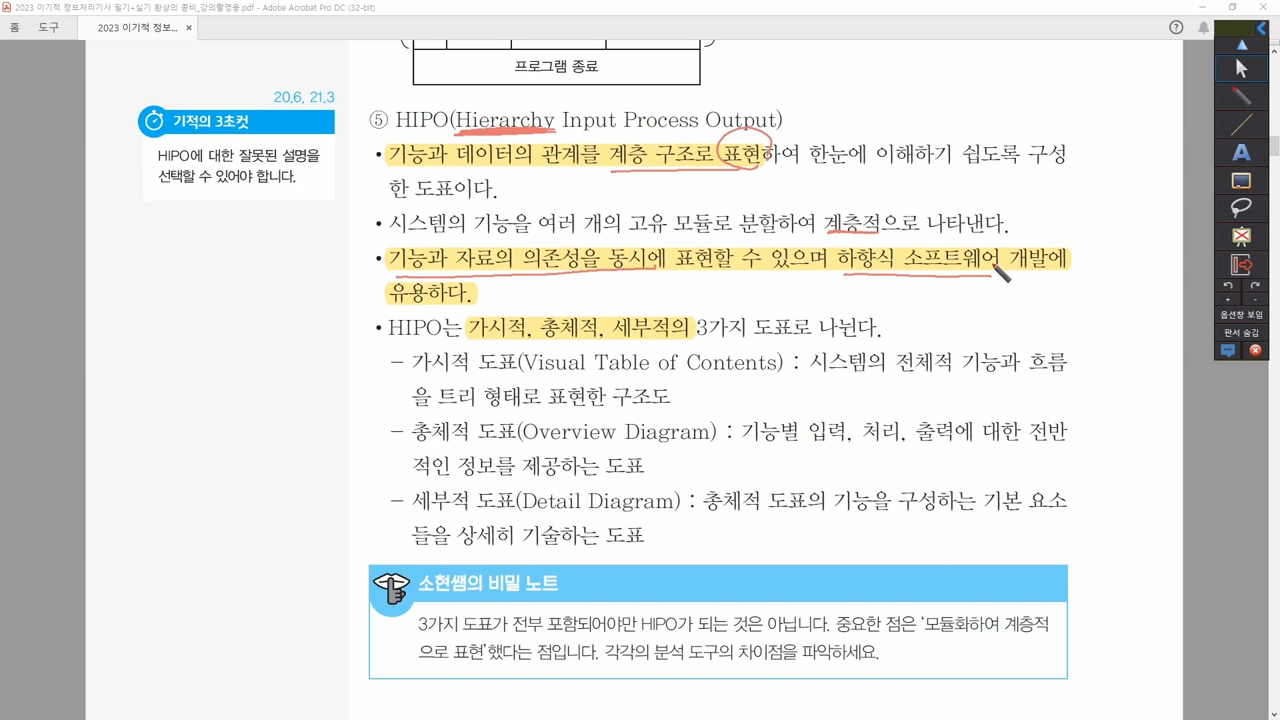 2023 이기적 정보처리기사 필기+실기 환상의 콤비_강의촬영용.pdf - Adobe Acrobat Pro DC (32-bit)
홈 도구 2023 이기적 정보... ×
프로그램 종료
20.6, 21.3
기적의 3초컷
HIPO에 대한 잘못된 설명을
선택할 수 있어야 합니다.
⑤ HIPO(Hierarchy Input Process Output)
• 기능과 데이터의 관계를 계층 구조로 표현하여 한눈에 이해하기 쉽도록 구성
한 도표이다.
• 시스템의 기능을 여러 개의 고유 모듈로 분할하여 계층적으로 나타낸다.
• 기능과 자료의 의존성을 동시에 표현할 수 있으며 하향식 소프트웨어 개발에
유용하다.
• HIPO는 가시적, 총체적, 세부적의 3가지 도표로 나뉜다.
– 가시적 도표(Visual Table of Contents) : 시스템의 전체적 기능과 흐름
을 트리 형태로 표현한 구조도
– 총체적 도표(Overview Diagram) : 기능별 입력, 처리, 출력에 대한 전반
적인 정보를 제공하는 도표
– 세부적 도표(Detail Diagram) : 총체적 도표의 기능을 구성하는 기본 요소
들을 상세히 기술하는 도표
소현쌤의 비밀 노트
3가지 도표가 전부 포함되어야만 HIPO가 되는 것은 아닙니다. 중요한 점은 ‘모듈화하여 계층적
으로 표현’했다는 점입니다. 각각의 분석 도구의 차이점을 파악하세요.
A
+ -
옵션창 보임
판서 숨김